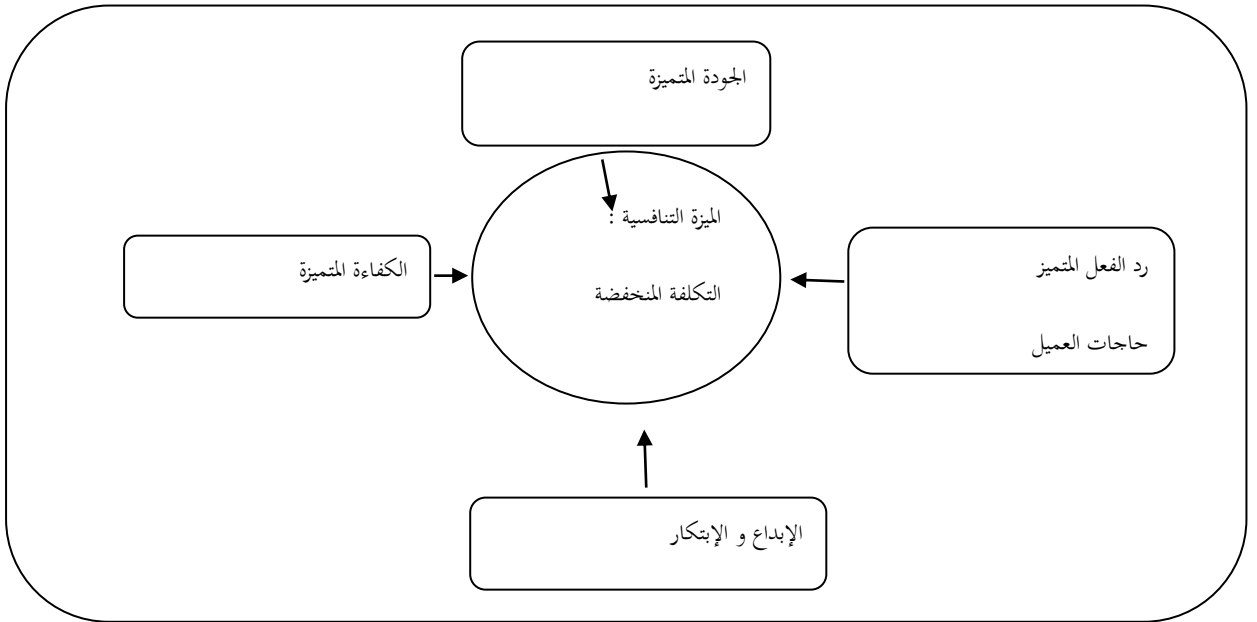 الجودة المتميزة
الميزة التنافسية :
التكلفة المنخفضة
رد الفعل المتميز
حاجات العميل
الكفاءة المتميزة
الإبداع و الإبتكار